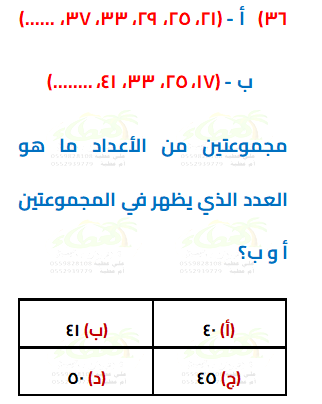 ٣٦) أ - (٢١، ٢٥، ٢٩، ٣٣، ٣٧، ......)
ب - (١٧، ٢٥، ٣٣، ٤١، ........)
مجموعتين من الأعداد ما هو
العدد الذي يظهر في المجموعتين
أ و ب؟
(أ) ٤٠ (ب) ٤١
(ج) ٤٥ (د) ٥٠